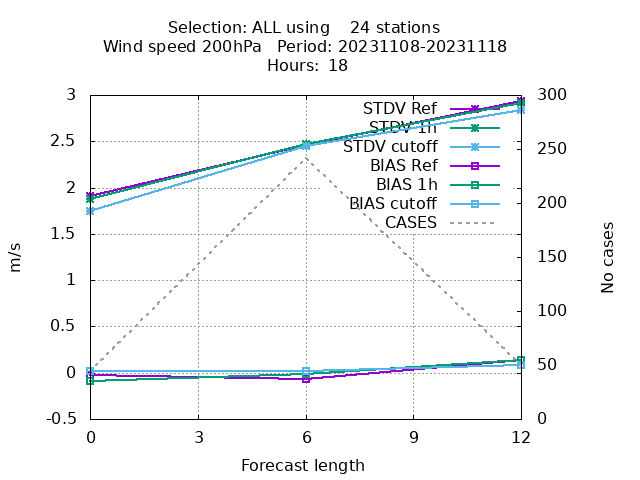 Selection: ALL using    24 stations
Wind speed 200hPa   Period: 20231108-20231118
Hours: 18
3
2.5
2
1.5
1
0.5
0
-0.5
m/s
300
250
200
150
100
50
0
No cases
STDV Ref
STDV 1h
STDV cutoff
BIAS Ref
BIAS 1h
BIAS cutoff
CASES
0 3 6 9 12
Forecast length